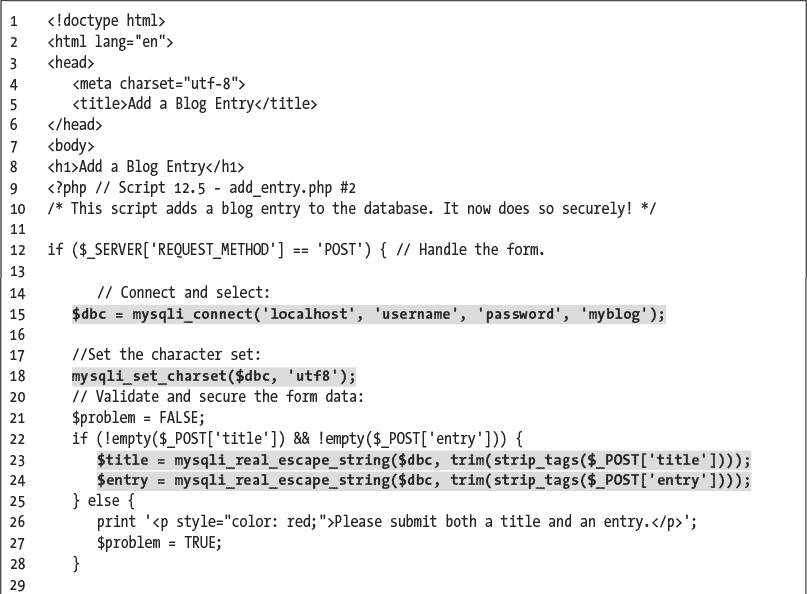 1 <!doctype html>
2 <html lang="en">
3 <head>
4 <meta charset="utf-8">
5 <title>Add a Blog Entry</title>
6 </head>
7 <body>
8 <h1>Add a Blog Entry</h1>
9 <?php // Script 12.5 - add_entry.php #2
10 /* This script adds a blog entry to the database. It now does so securely! */
11
12 if ($_SERVER['REQUEST_METHOD'] == 'POST') { // Handle the form.
13
14 // Connect and select:
15 $dbc = mysqli_connect('localhost', 'username', 'password', 'myblog');
16
17 //Set the character set:
18 mysqli_set_charset($dbc, 'utf8');
20 // Validate and secure the form data:
21 $problem = FALSE;
22 if (!empty($_POST['title']) && !empty($_POST['entry'])) {
23 $title = mysqli_real_escape_string($dbc, trim(strip_tags($_POST['title'])));
24 $entry = mysqli_real_escape_string($dbc, trim(strip_tags($_POST['entry'])));
25 } else {
26 print '<p style="color: red;">Please submit both a title and an entry.</p>';
27 $problem = TRUE;
28 }
29